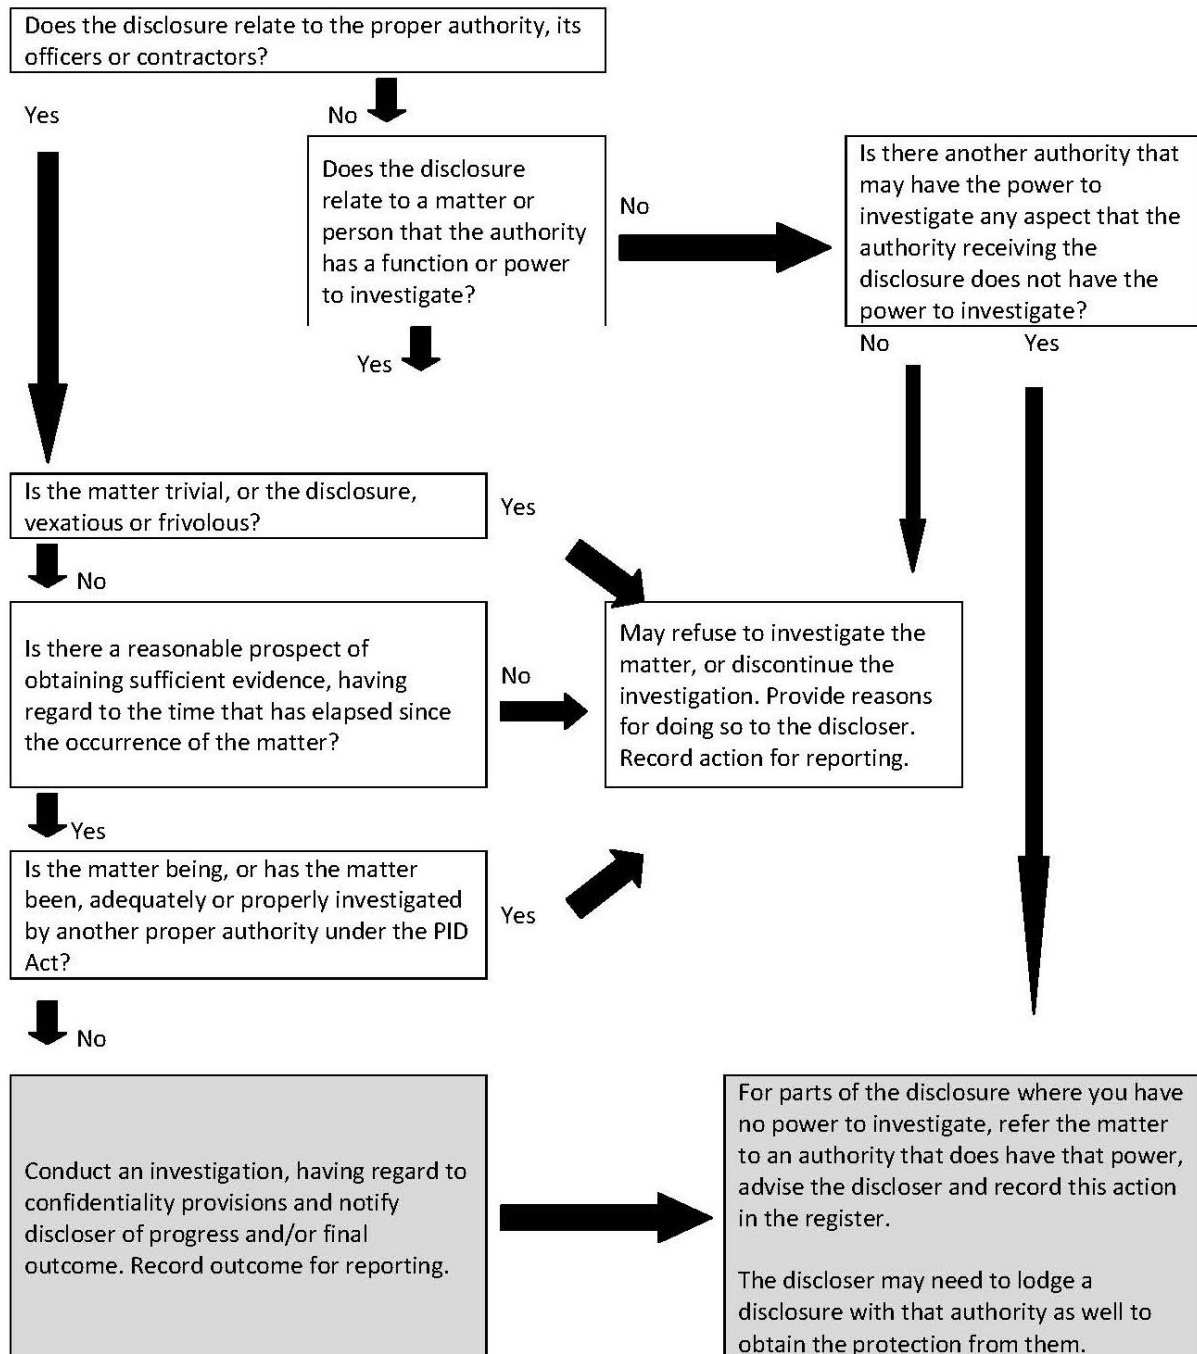 Does the disclosure relate to the proper authority, its
officers or contractors?
Yes
No
Does the disclosure
relate to a matter or
person that the authority
has a function or power
to investigate?
No
Is there another authority that
may have the power to
investigate any aspect that the
authority receiving the
disclosure does not have the
power to investigate?
Yes
No
Yes
Is the matter trivial, or the disclosure,
vexatious or frivolous?
Yes
No
Is there a reasonable prospect of
obtaining sufficient evidence, having
regard to the time that has elapsed since
the occurrence of the matter?
No
May refuse to investigate the
matter, or discontinue the
investigation. Provide reasons
for doing so to the discloser.
Record action for reporting.
Yes
Is the matter being, or has the matter
been, adequately or properly investigated
by another proper authority under the PID
Act?
Yes
No
Conduct an investigation, having regard to
confidentiality provisions and notify
discloser of progress and/or final
outcome. Record outcome for reporting.
For parts of the disclosure where you have
no power to investigate, refer the matter
to an authority that does have that power,
advise the discloser and record this action
in the register.
The discloser may need to lodge a
disclosure with that authority as well to
obtain the protection from them.